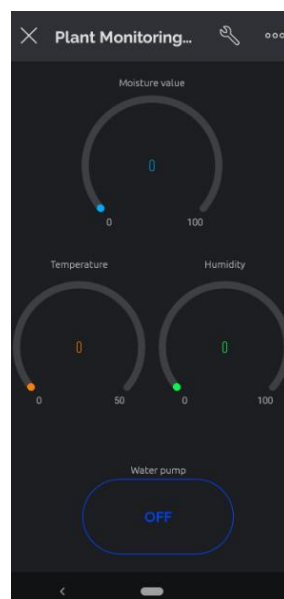 Plant Monitoring...
Moisture value
0
0 100
Temperature Humidity
0 0
0 50 0 100
Water pump
OFF